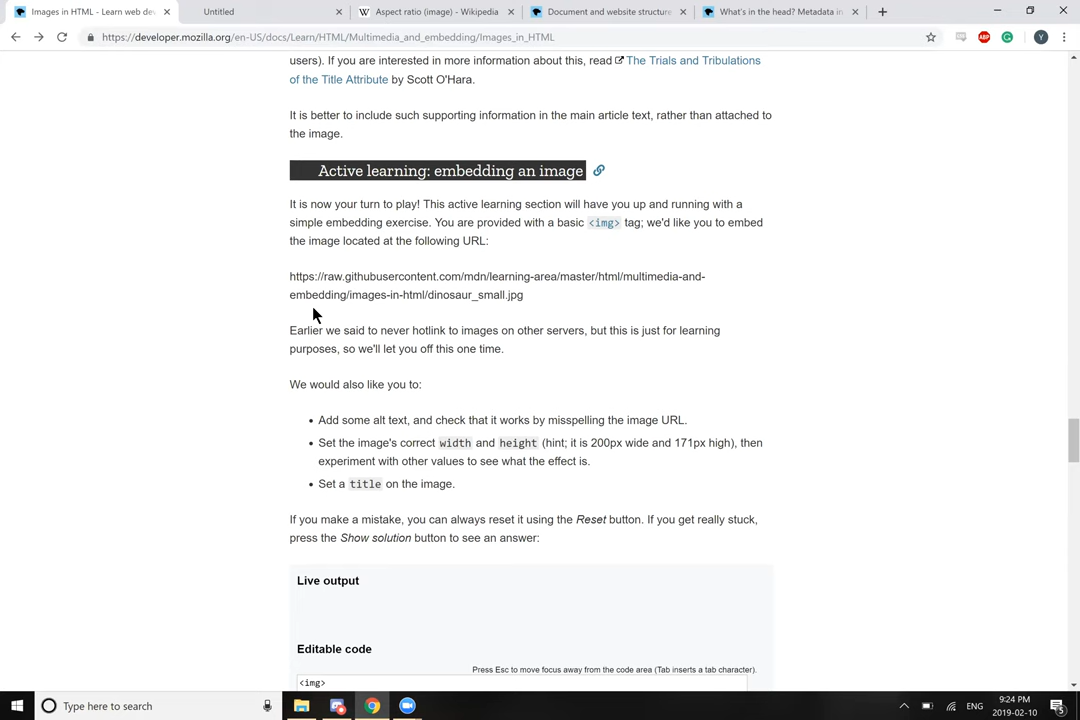 Images in HTML - Learn web dev
Untitled
Aspect ratio (image) - Wikipedia
Document and website structure
What's in the head? Metadata in
https://developer.mozilla.org/en-US/docs/Learn/HTML/Multimedia_and_embedding/Images_in_HTML
ABP
Y
users). If you are interested in more information about this, read The Trials and Tribulations
of the Title Attribute by Scott O'Hara.
It is better to include such supporting information in the main article text, rather than attached to
the image.
Active learning: embedding an image
It is now your turn to play! This active learning section will have you up and running with a
simple embedding exercise. You are provided with a basic <img> tag; we'd like you to embed
the image located at the following URL:
https://raw.githubusercontent.com/mdn/learning-area/master/html/multimedia-and-
embedding/images-in-html/dinosaur_small.jpg
Earlier we said to never hotlink to images on other servers, but this is just for learning
purposes, so we'll let you off this one time.
We would also like you to:
• Add some alt text, and check that it works by misspelling the image URL.
• Set the image's correct width and height (hint; it is 200px wide and 171px high), then
experiment with other values to see what the effect is.
• Set a title on the image.
If you make a mistake, you can always reset it using the Reset button. If you get really stuck,
press the Show solution button to see an answer:
Live output
Editable code
Press Esc to move focus away from the code area (Tab inserts a tab character).
<img>
Type here to search
ENG
9:24 PM
2019-02-10
5